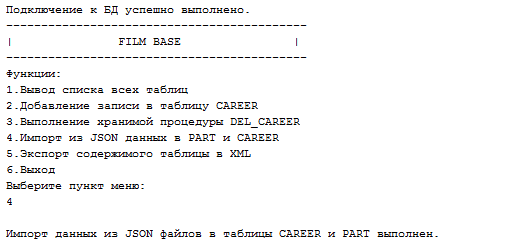 Подключение к БД успешно выполнено.
-------------------------------------------
|               FILM BASE                |
-------------------------------------------
Функции:
1.Вывод списка всех таблиц
2.Добавление записи в таблицу CAREER
3.Выполнение хранимой процедуры DEL_CAREER
4.Импорт из JSON данных в PART и CAREER
5.Экспорт содержимого таблицы в XML
6.Выход
Выберите пункт меню:
4
Импорт данных из JSON файлов в таблицы CAREER и PART выполнен.